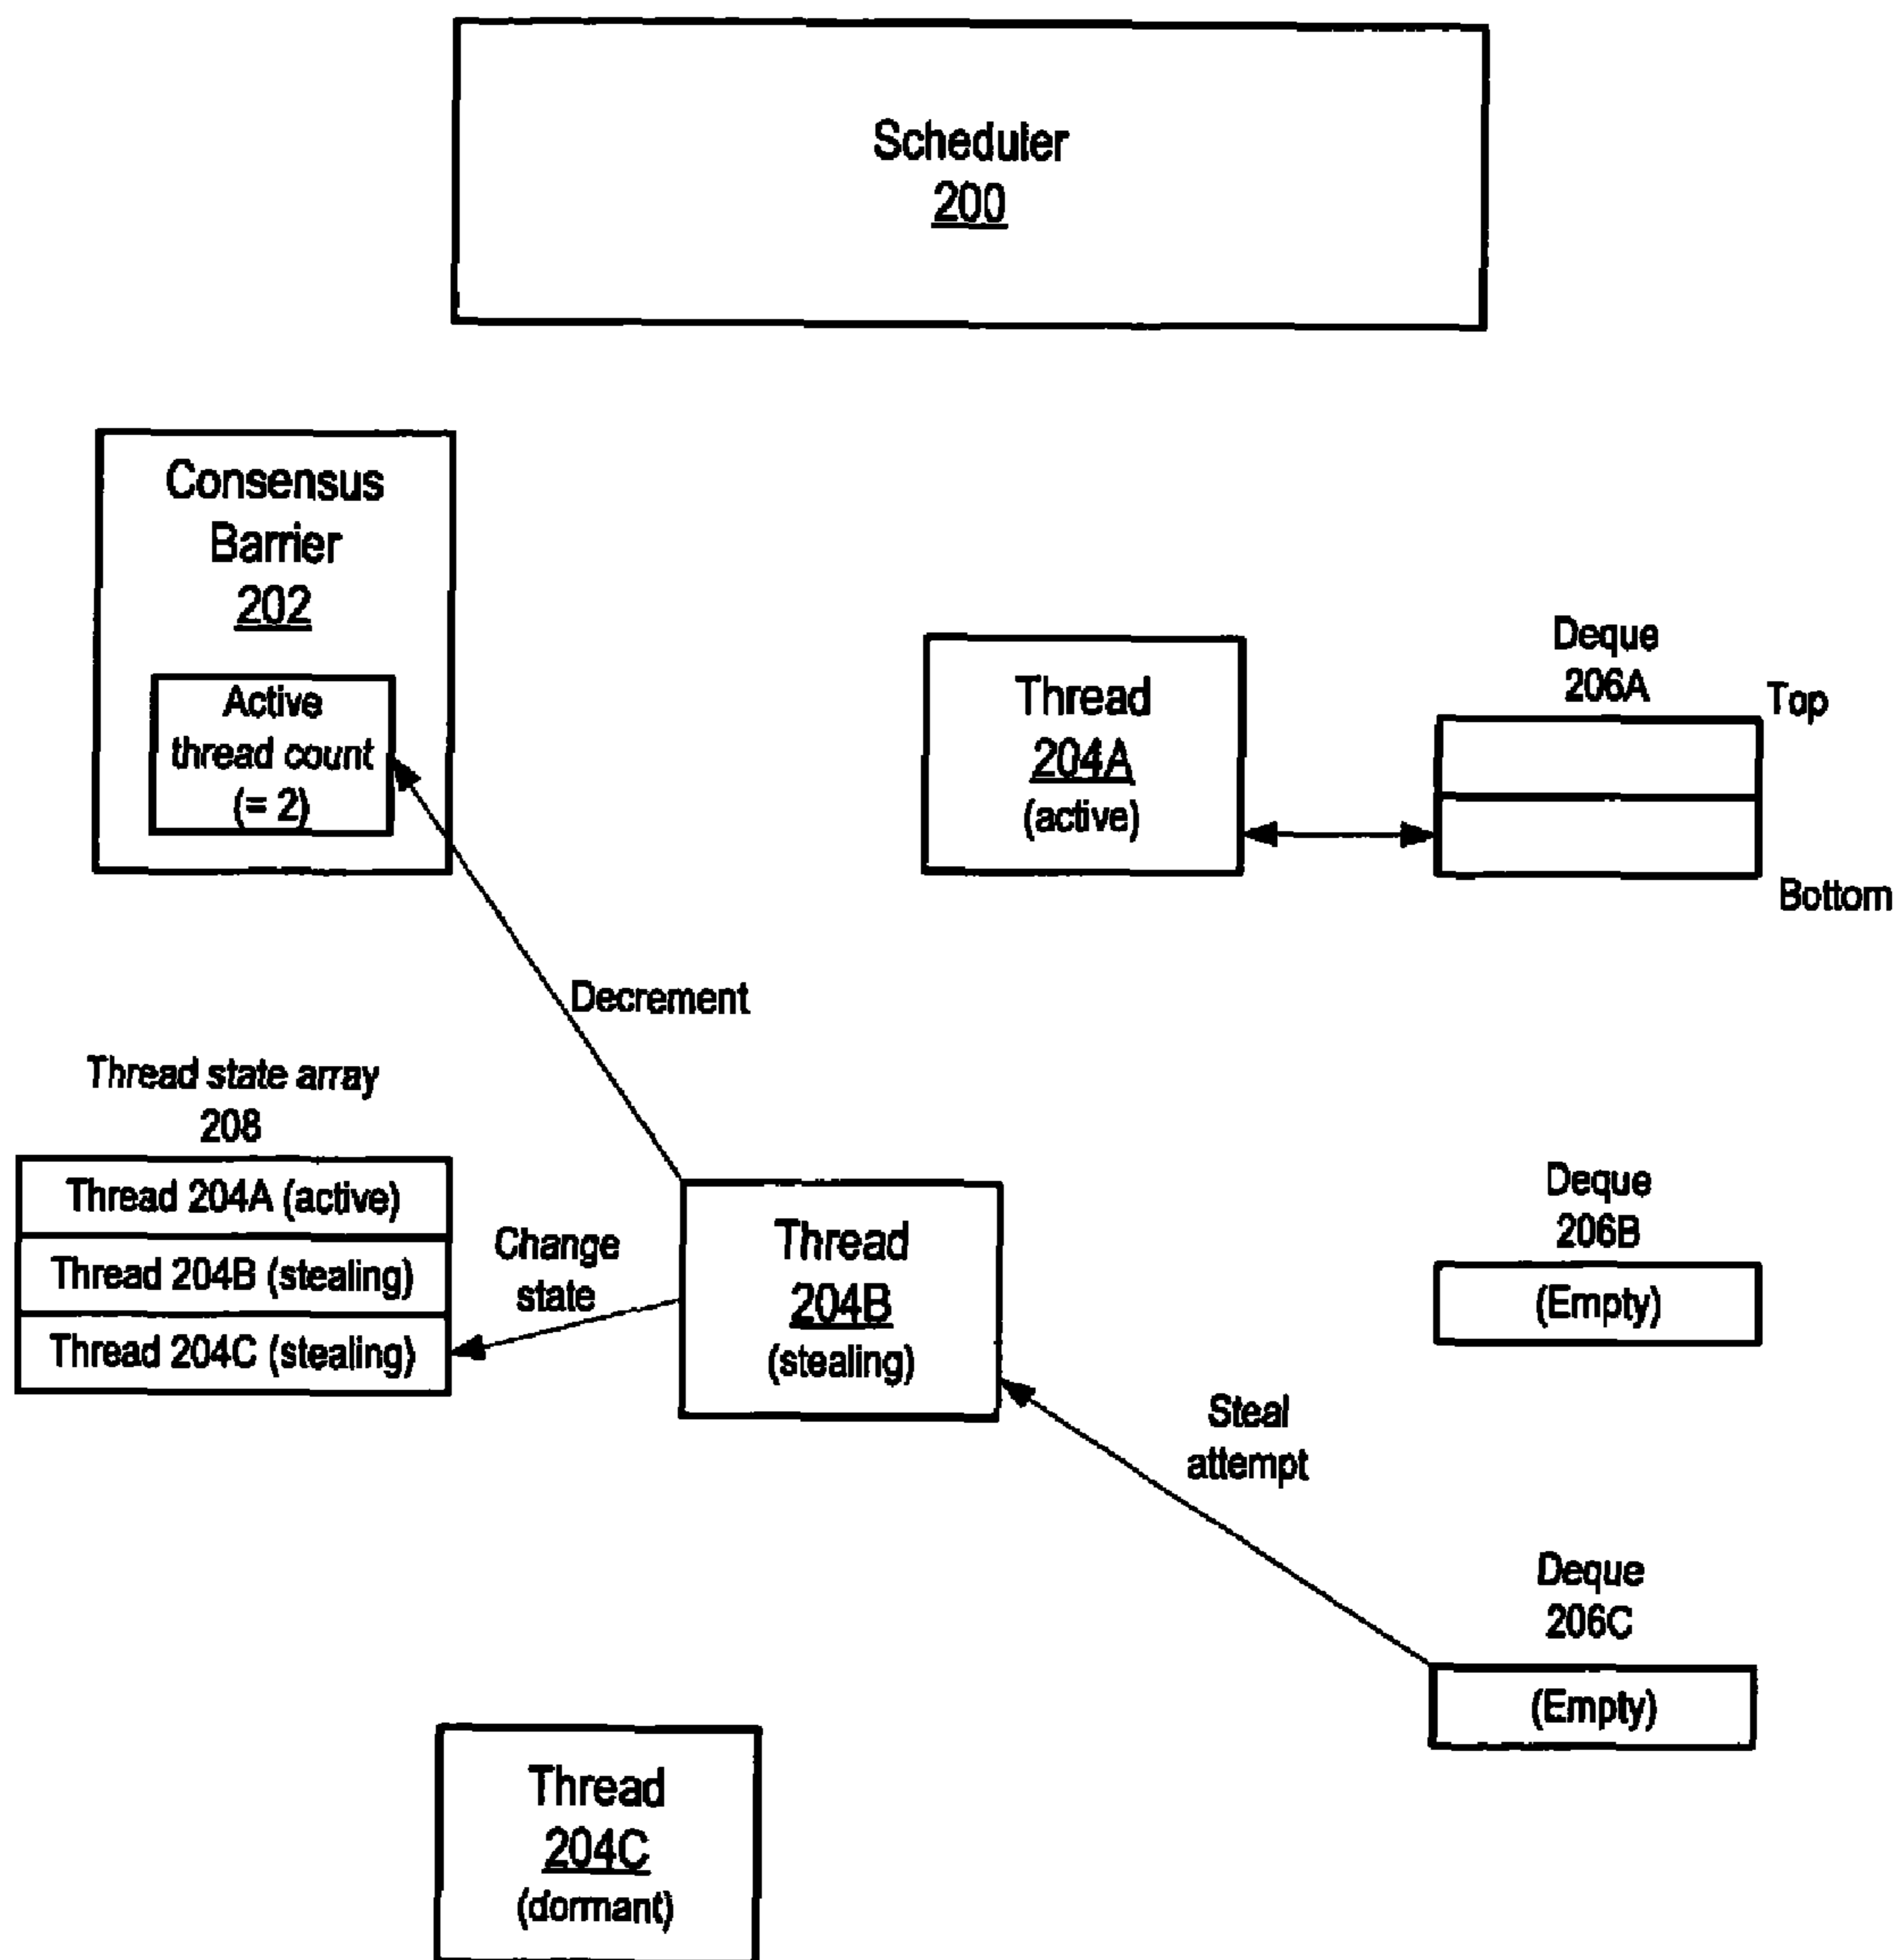 Scheduler
200
Consensus
Barrier
202
Active
thread count
(= 2)
Thread
204A
(active)
Deque
206A
Top
Bottom
Decrement
Thread state array
208
Thread 204A (active)
Thread 204B (stealing)
Thread 204C (stealing)
Change
state
Thread
204B
(stealing)
Deque
206B
(Empty)
Steal
attempt
Deque
206C
(Empty)
Thread
204C
(dormant)